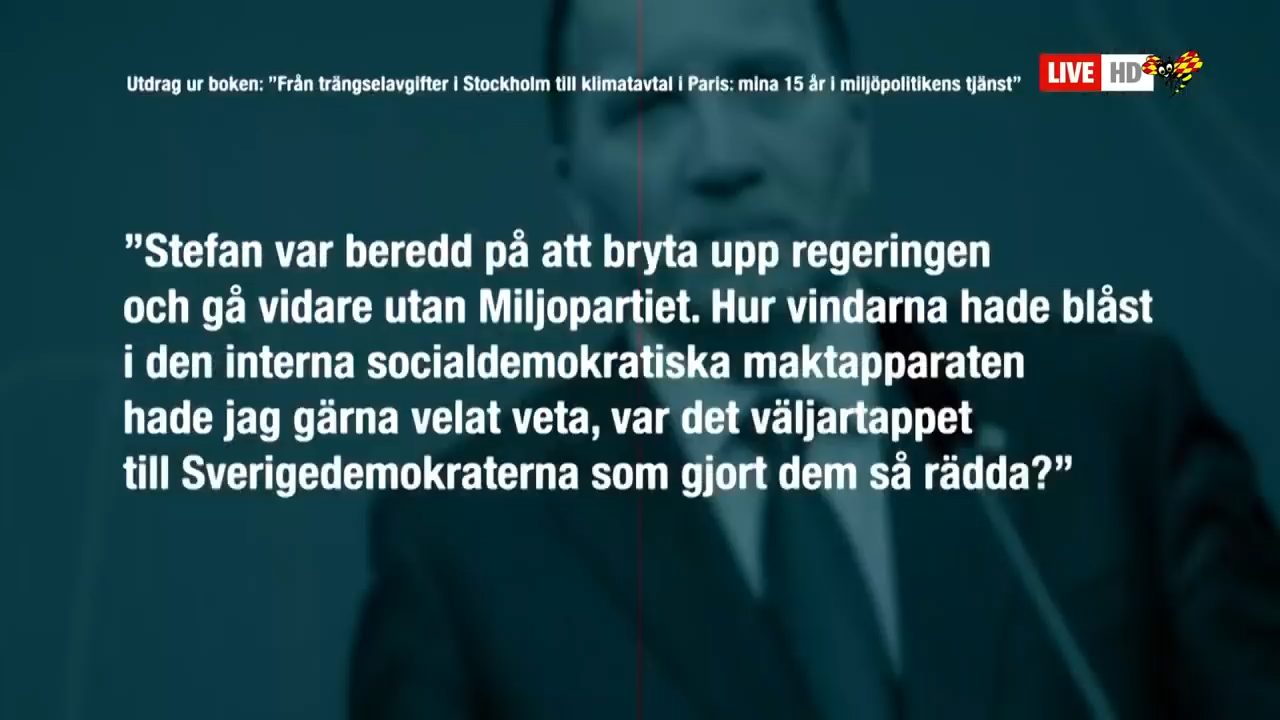 Utdrag ur boken: ”Från trängselavgifter i Stockholm till klimatavtal i Paris: mina 15 år i miljöpolitikens tjänst”
LIVE HD
”Stefan var beredd på att bryta upp regeringen
och gå vidare utan Miljopartiet. Hur vindarna hade blåst
i den interna socialdemokratiska maktapparaten
hade jag gärna velat veta, var det väljartappet
till Sverigedemokraterna som gjort dem så rädda?”